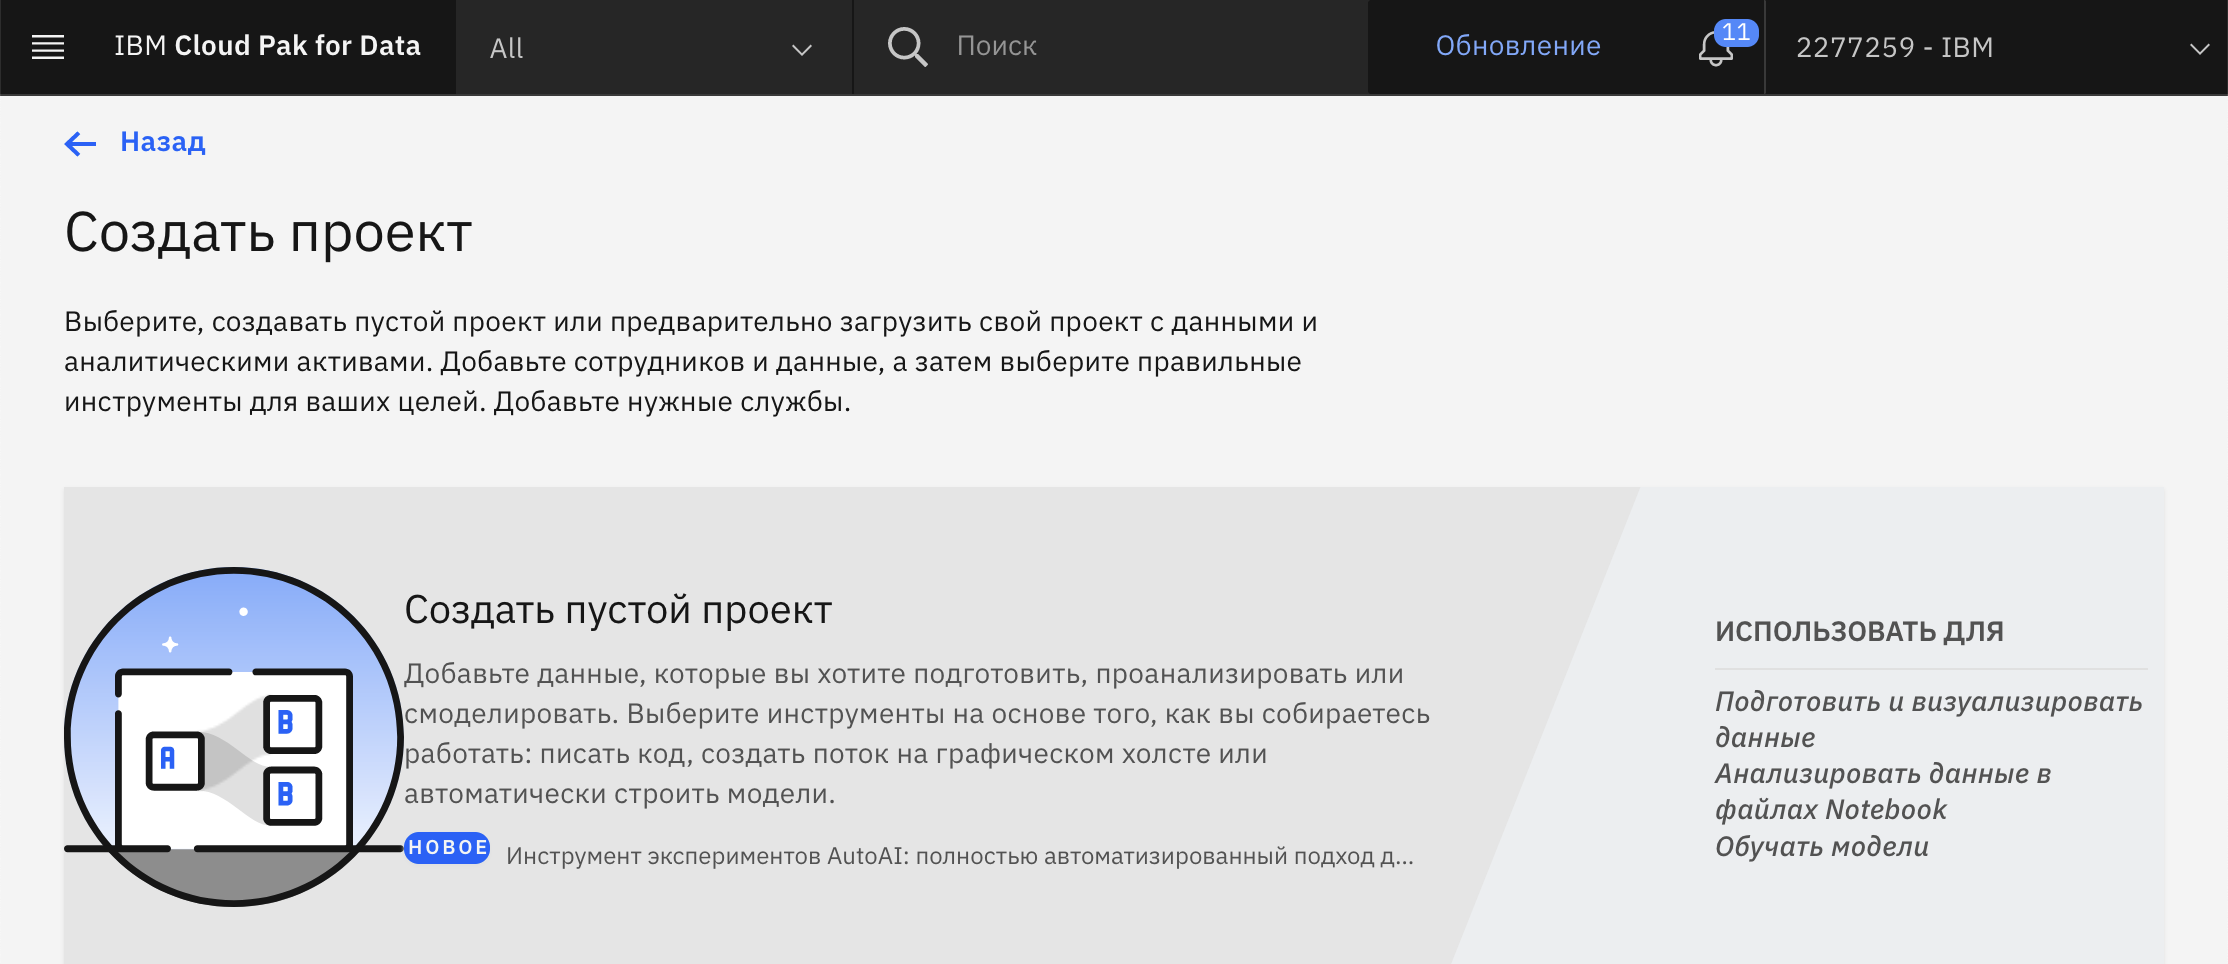 IBM Cloud Pak for Data
All
Поиск
Обновление
11
2277259 - IBM
Назад
Создать проект
Выберите, создавать пустой проект или предварительно загрузить свой проект с данными и
аналитическими активами. Добавьте сотрудников и данные, а затем выберите правильные
инструменты для ваших целей. Добавьте нужные службы.
A
B
B
Создать пустой проект
Добавьте данные, которые вы хотите подготовить, проанализировать или
смоделировать. Выберите инструменты на основе того, как вы собираетесь
работать: писать код, создать поток на графическом холсте или
автоматически строить модели.
НОВОЕ
Инструмент экспериментов AutoAI: полностью автоматизированный подход д...
ИСПОЛЬЗОВАТЬ ДЛЯ
Подготовить и визуализировать
данные
Анализировать данные в
файлах Notebook
Обучать модели